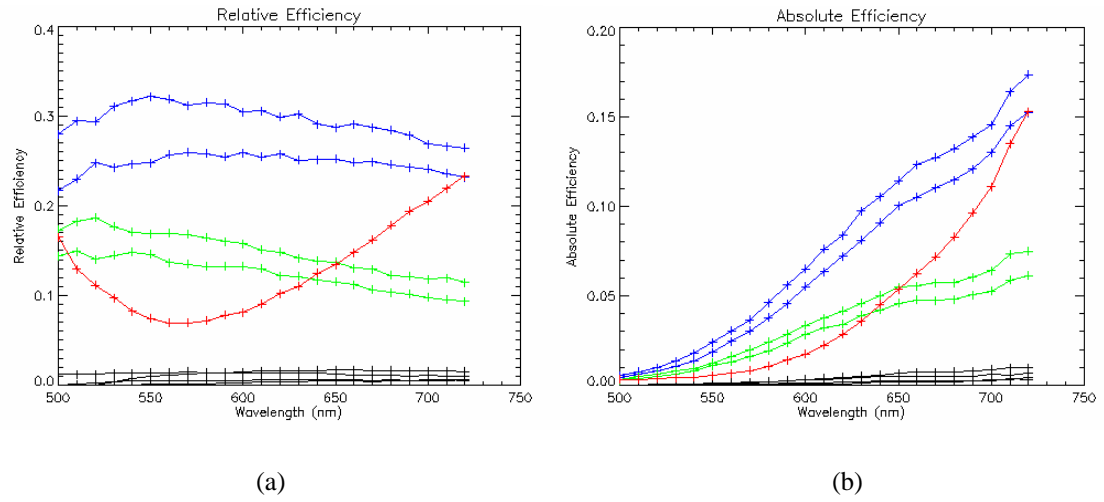 Relative Efficiency
0.4
0.3
0.2
0.1
0.0
Relative Efficiency
500 550 600 650 700 750
Wavelength (nm)
Absolute Efficiency
0.20
0.15
0.10
0.05
0.00
Absolute Efficiency
500 550 600 650 700 750
Wavelength (nm)
(a)
(b)